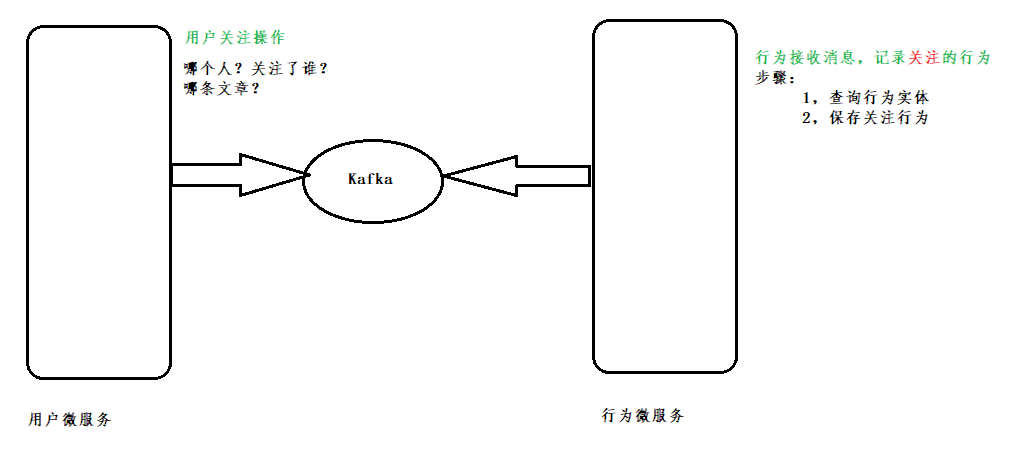 用户关注操作
哪个人？关注了谁？
哪条文章？
Kafka
行为接收消息，记录关注的行为
步骤：
1，查询行为实体
2，保存关注行为
用户微服务
行为微服务